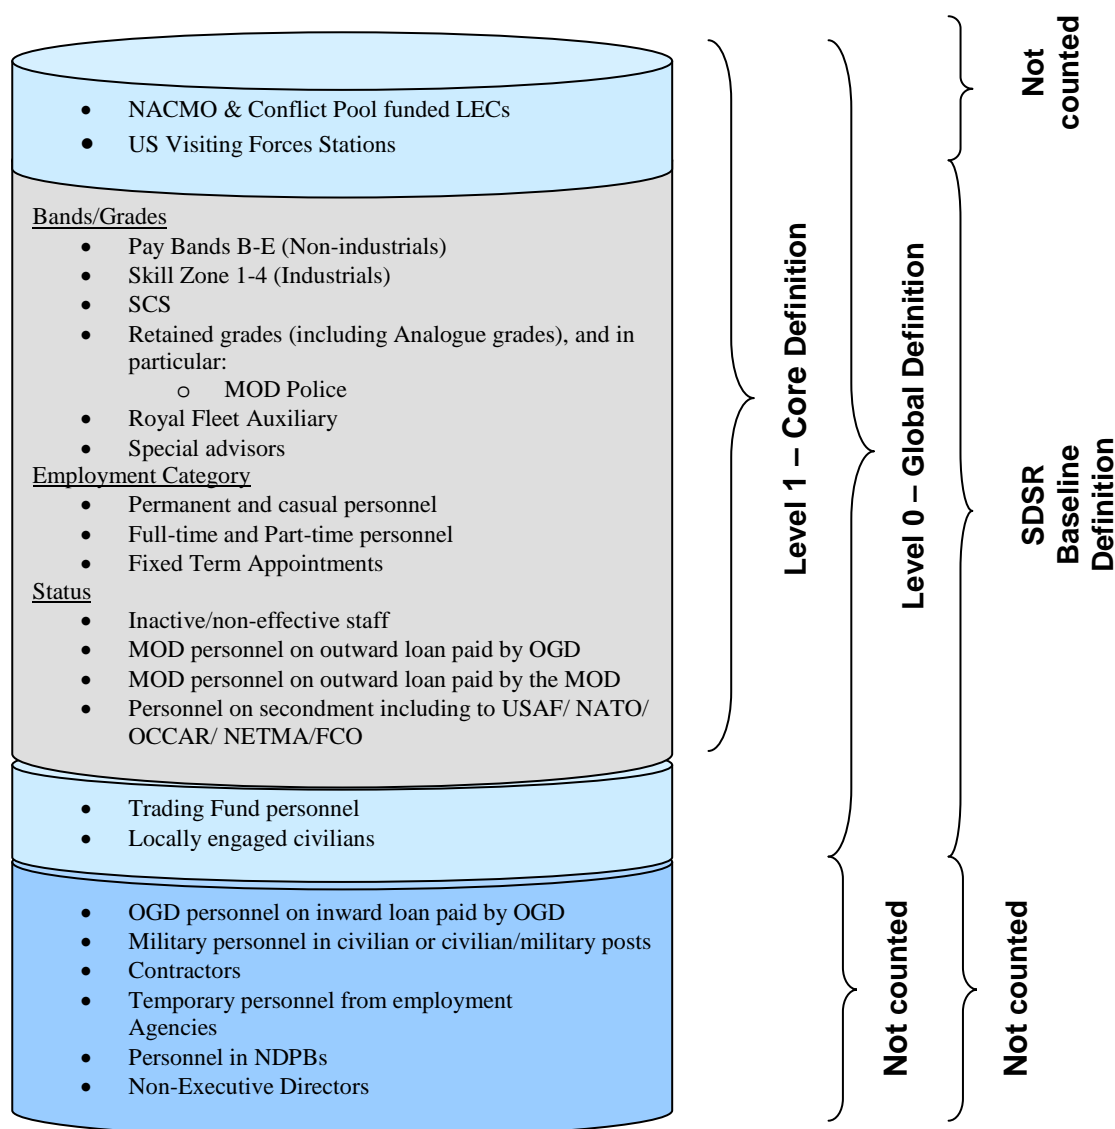 NACMO & Conflict Pool funded LECs
US Visiting Forces Stations
Bands/Grades
Pay Bands B-E (Non-industrials)
Skill Zone 1-4 (Industrials)
SCS
Retained grades (including Analogue grades), and in
particular:
o MOD Police
Royal Fleet Auxiliary
Special advisors
Employment Category
Permanent and casual personnel
Full-time and Part-time personnel
Fixed Term Appointments
Status
Inactive/non-effective staff
MOD personnel on outward loan paid by OGD
MOD personnel on outward loan paid by the MOD
Personnel on secondment including to USAF/ NATO/
OCCAR/ NETMA/FCO
Trading Fund personnel
Locally engaged civilians
OGD personnel on inward loan paid by OGD
Military personnel in civilian or civilian/military posts
Contractors
Temporary personnel from employment
Agencies
Personnel in NDPBs
Non-Executive Directors
Level 1 – Core Definition
Level 0 – Global Definition
Not counted
Not
counted
SDSR
Baseline
Definition
Not counted